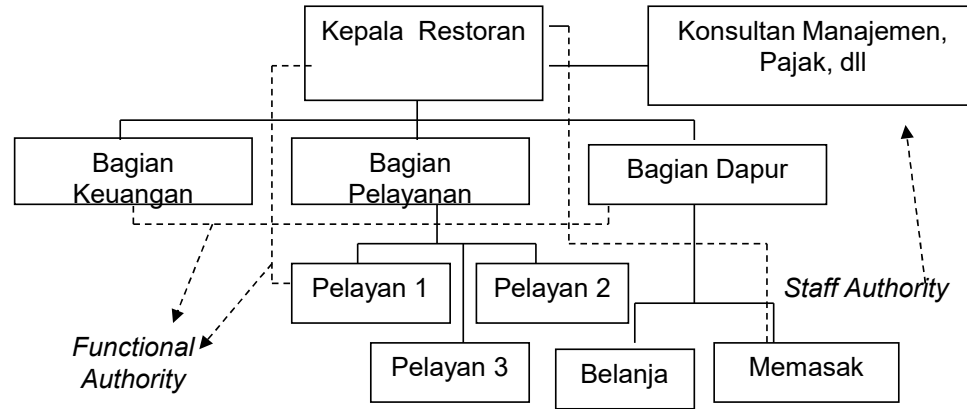 Kepala Restoran
Konsultan Manajemen,
Pajak, dll
Bagian
Keuangan
Bagian
Pelayanan
Bagian Dapur
Pelayan 1
Pelayan 2
Staff Authority
Functional
Authority
Pelayan 3
Belanja
Memasak